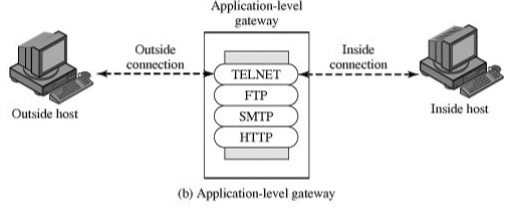 Application-level
gateway
Outside
connection
Inside
connection
TELNET
FTP
SMTP
HTTP
Outside host
Inside host
(b) Application-level gateway